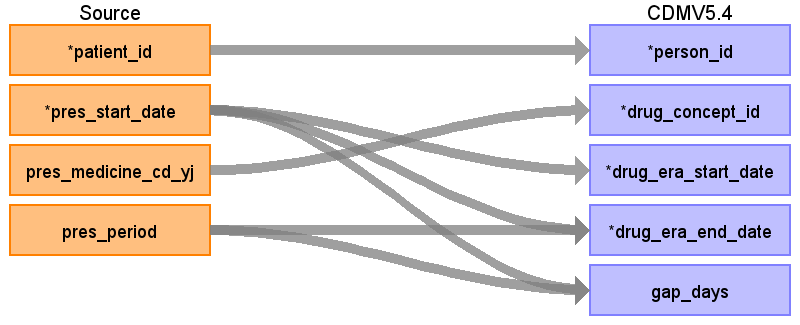 Source
CDMV5.4
*patient_id
*person_id
*pres_start_date
*drug_concept_id
pres_medicine_cd_yj
*drug_era_start_date
pres_period
*drug_era_end_date
gap_days